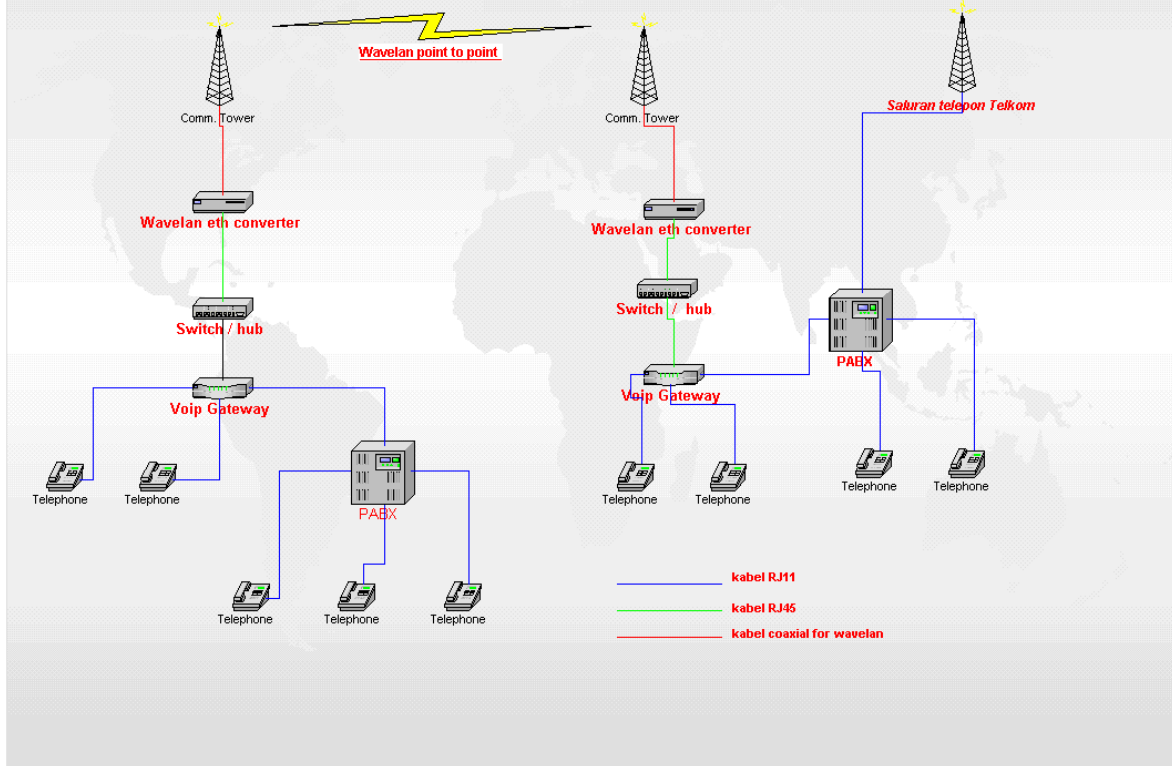 Wavelan point to point
Comm. Tower
Comm. Tower
Saluran telepon Telkom
Wavelan eth converter
Wavelan eth converter
Switch / hub
Switch / hub
PABX
Voip Gateway
Voip Gateway
Telephone
Telephone
Telephone
Telephone
Telephone
Telephone
PABX
Telephone
Telephone
Telephone
kabel RJ11
kabel RJ45
kabel coaxial for wavelan